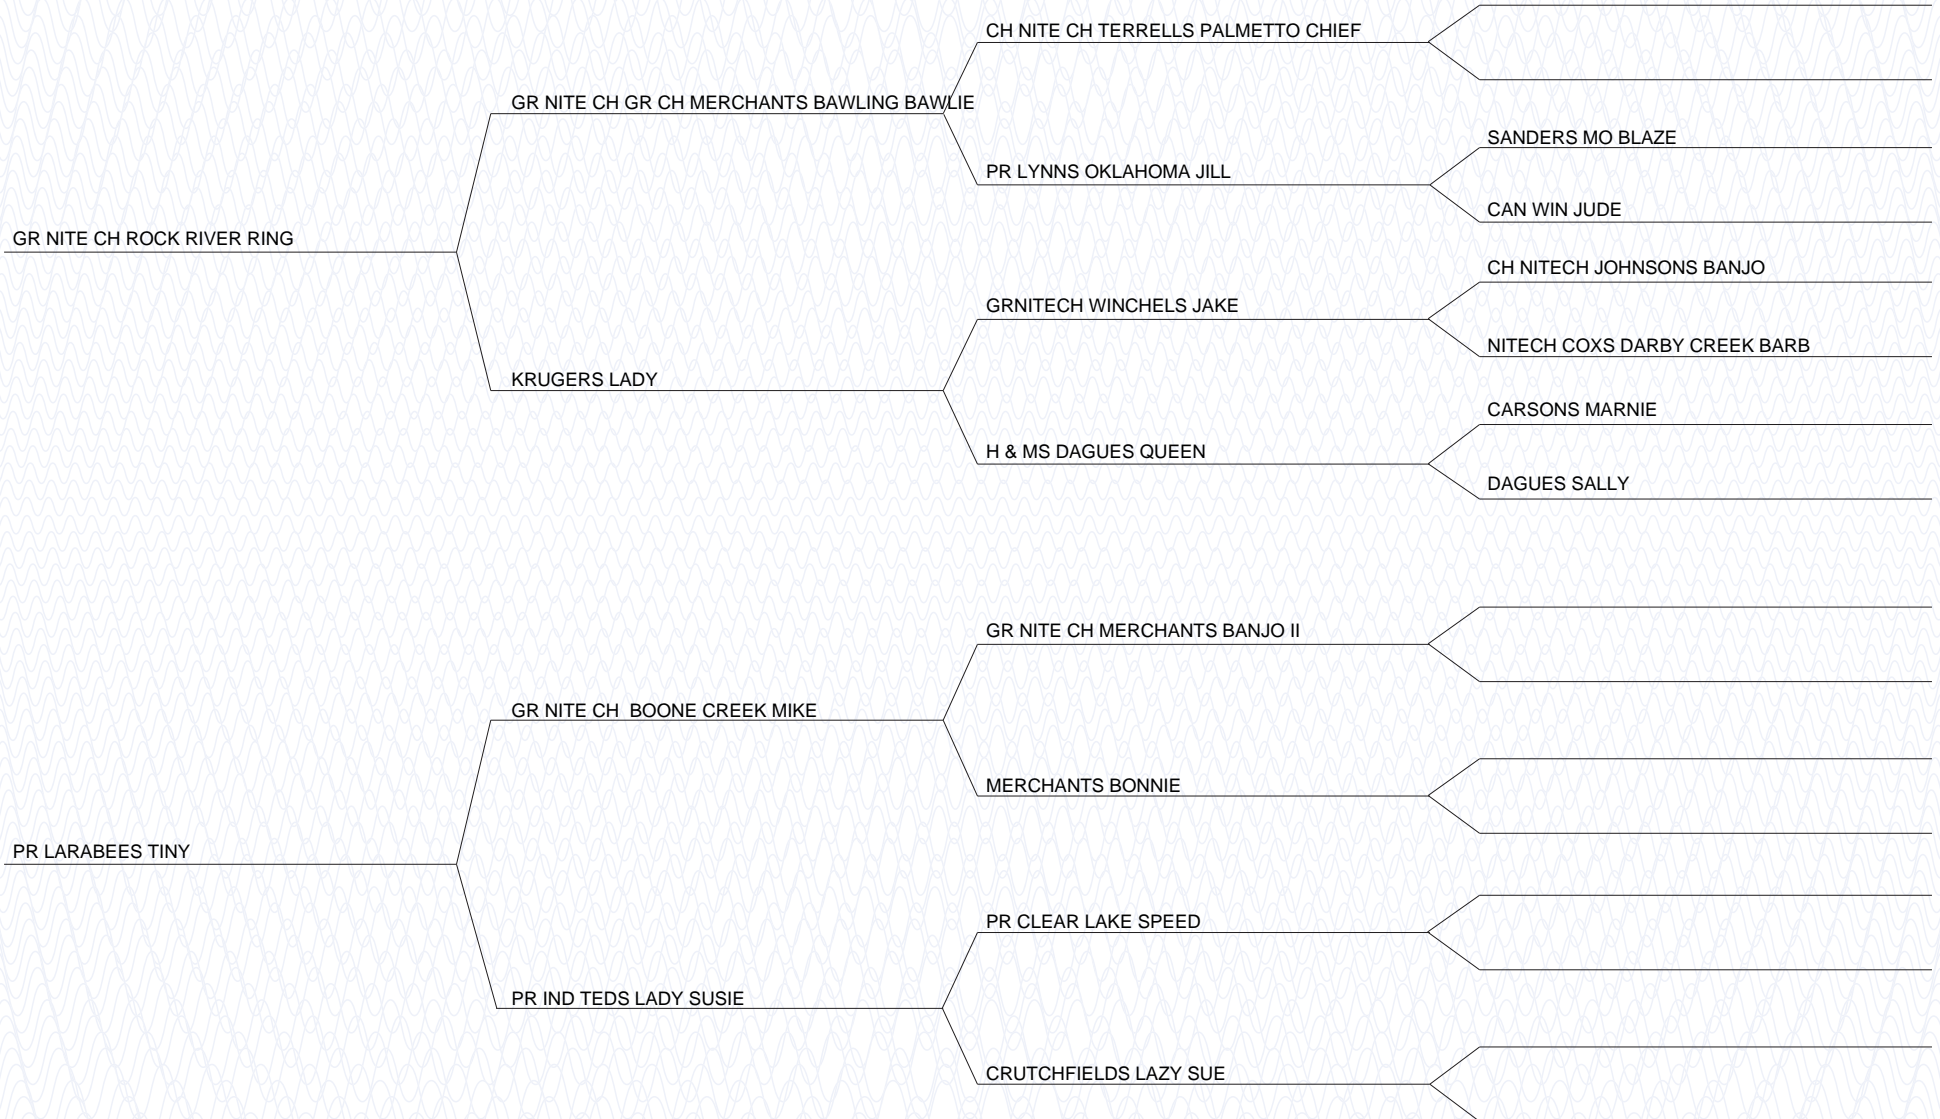 CH NITE CH TERRELLS PALMETTO CHIEF
GR NITE CH GR CH MERCHANTS BAWLING BAWLIE
SANDERS MO BLAZE
PR LYNNS OKLAHOMA JILL
CAN WIN JUDE
GR NITE CH ROCK RIVER RING
CH NITECH JOHNSONS BANJO
GRNITECH WINCHELS JAKE
NITECH COXS DARBY CREEK BARB
KRUGERS LADY
CARSONS MARNIE
H & MS DAGUES QUEEN
DAGUES SALLY
GR NITE CH MERCHANTS BANJO II
GR NITE CH  BOONE CREEK MIKE
MERCHANTS BONNIE
PR LARABEES TINY
PR CLEAR LAKE SPEED
PR IND TEDS LADY SUSIE
CRUTCHFIELDS LAZY SUE